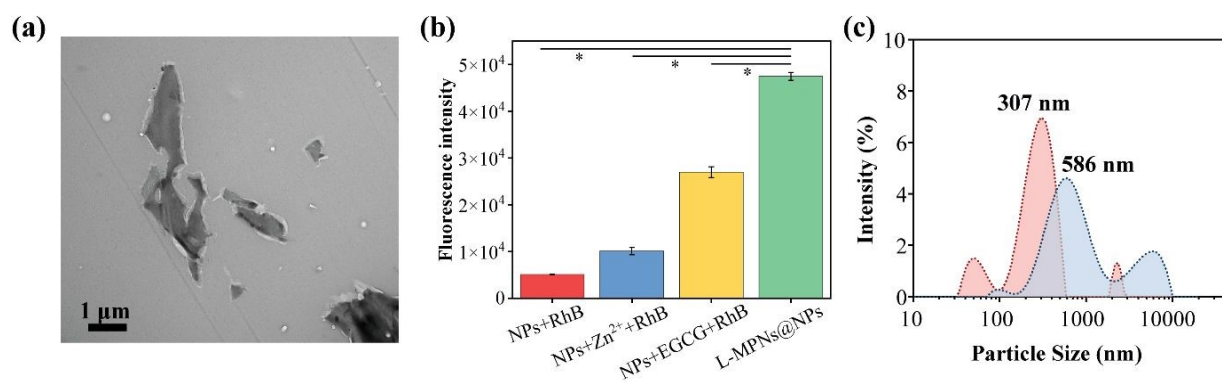 (a)
1 μm
(b)
Fluorescence intensity
5×10⁴
4×10⁴
3×10⁴
2×10⁴
1×10⁴
0
*
*
*
NPs+RhB
NPs+Zn²⁺+RhB
NPs+EGCG+RhB
L-MPNs@NPs
(c)
Intensity (%)
10
8
6
4
2
0
307 nm
586 nm
10
100
1000
10000
Particle Size (nm)